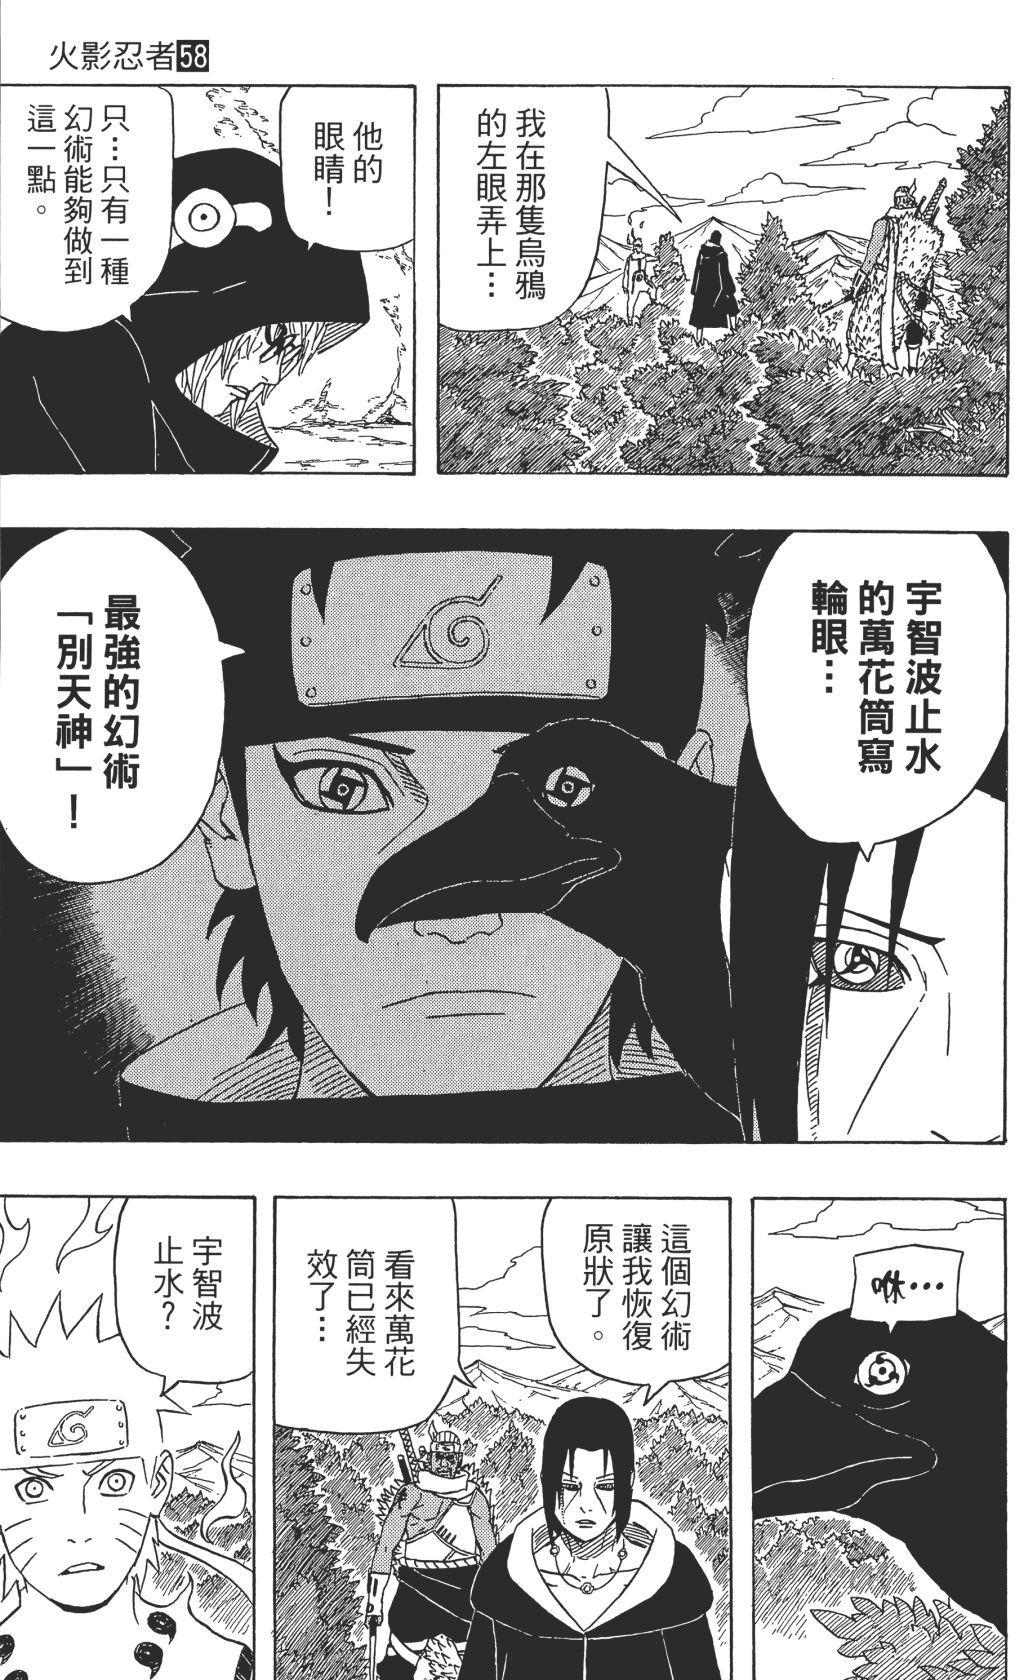 火影忍者58
我在那隻烏鴉
的左眼弄上…
他的
眼睛！
只…只有一種
幻術能夠做到
這一點。
宇智波止水
的萬花筒寫
輪眼…
最強的幻術
「別天神」！
咻…
這個幻術
讓我恢復
原狀了。
看來萬花
筒已經失
效了…
宇智波
止水？